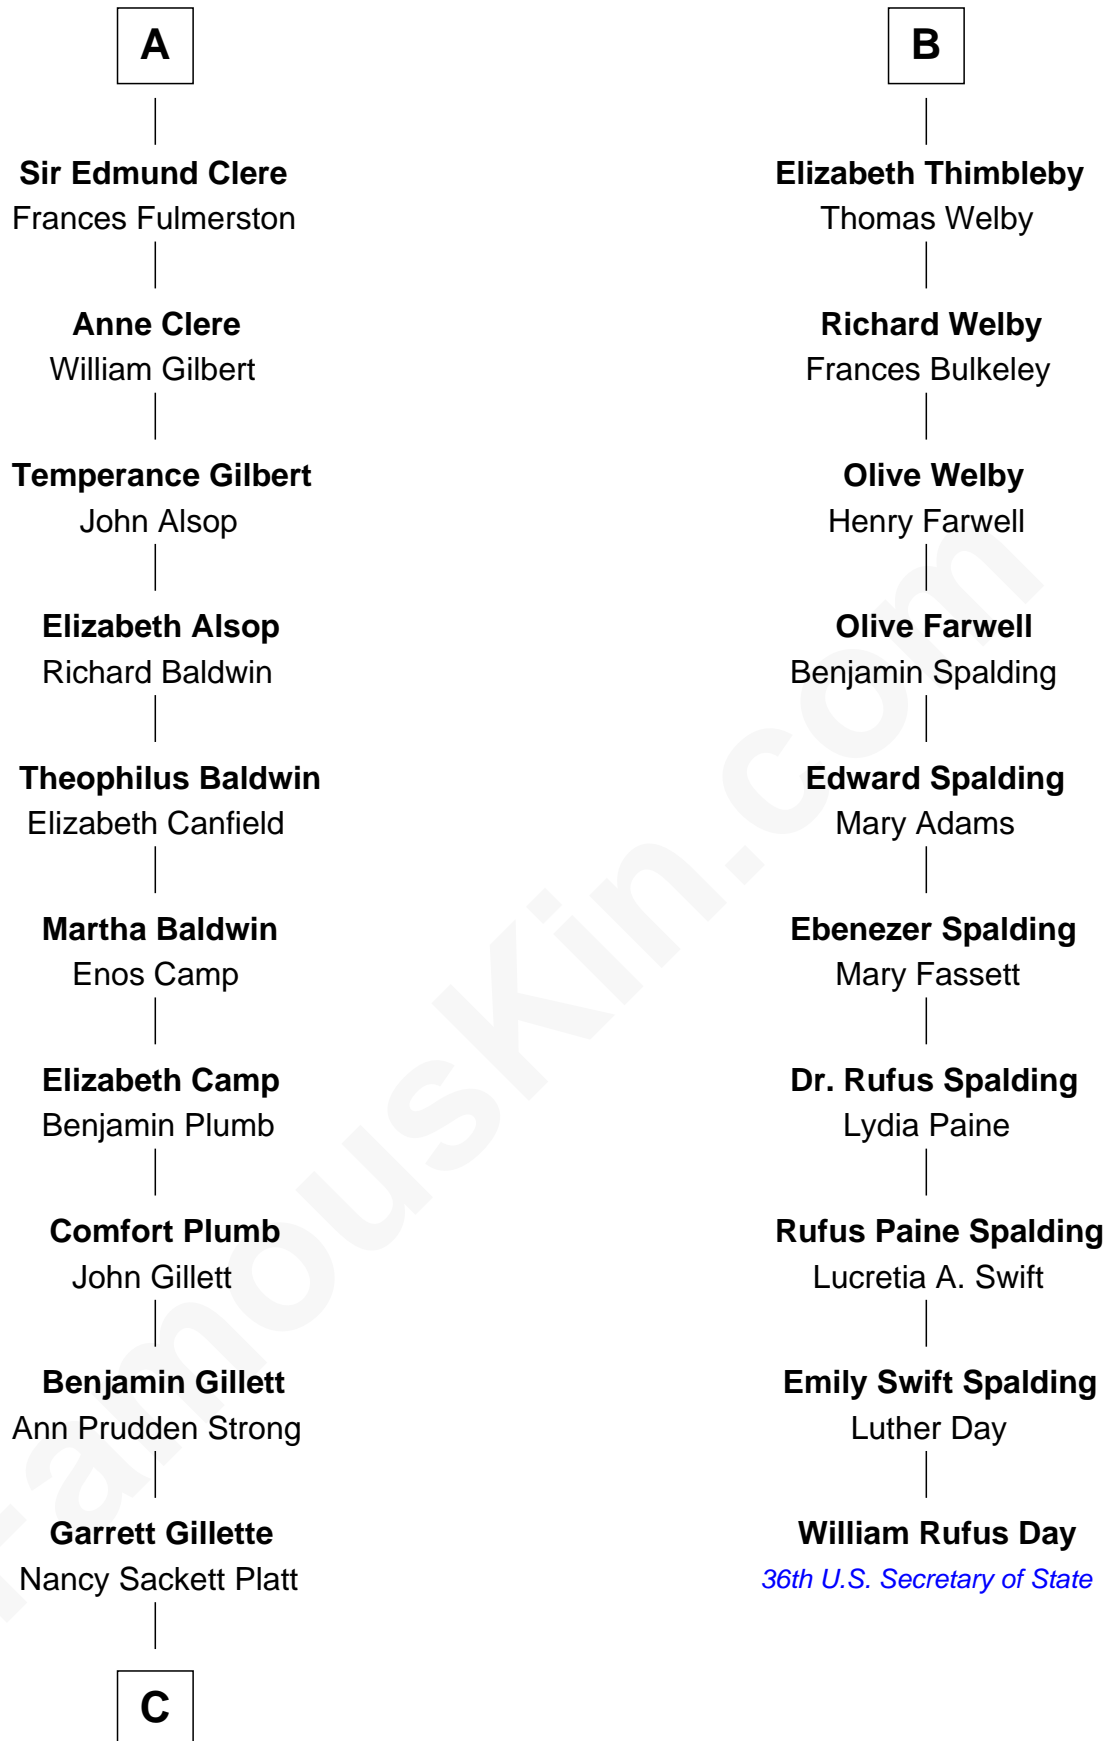 A
Sir Edmund Clere
Frances Fulmerston
Anne Clere
William Gilbert
Temperance Gilbert
John Alsop
Elizabeth Alsop
Richard Baldwin
Theophilus Baldwin
Elizabeth Canfield
Martha Baldwin
Enos Camp
Elizabeth Camp
Benjamin Plumb
Comfort Plumb
John Gillett
Benjamin Gillett
Ann Prudden Strong
Garrett Gillette
Nancy Sackett Platt
C
B
Elizabeth Thimbleby
Thomas Welby
Richard Welby
Frances Bulkeley
Olive Welby
Henry Farwell
Olive Farwell
Benjamin Spalding
Edward Spalding
Mary Adams
Ebenezer Spalding
Mary Fassett
Dr. Rufus Spalding
Lydia Paine
Rufus Paine Spalding
Lucretia A. Swift
Emily Swift Spalding
Luther Day
William Rufus Day
36th U.S. Secretary of State
FamousKin.com